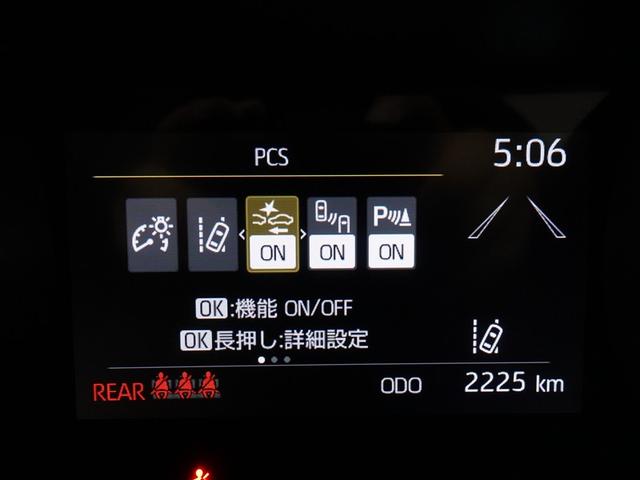 PCS
5:06
ON ON P ON
OK:機能 ON/OFF
OK長押し:詳細設定
REAR
ODO 2225 km